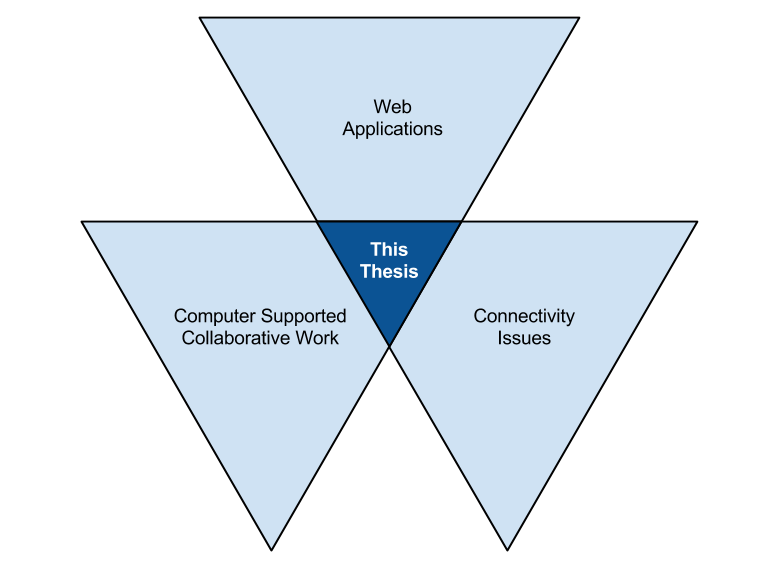 Web
Applications
This
Thesis
Computer Supported
Collaborative Work
Connectivity
Issues